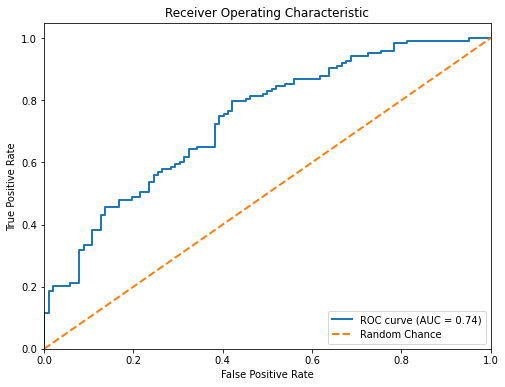 Receiver Operating Characteristic
1.0
0.8
0.6
0.4
0.2
0.0
True Positive Rate
ROC curve (AUC = 0.74)
Random Chance
0.0 0.2 0.4 0.6 0.8 1.0
False Positive Rate